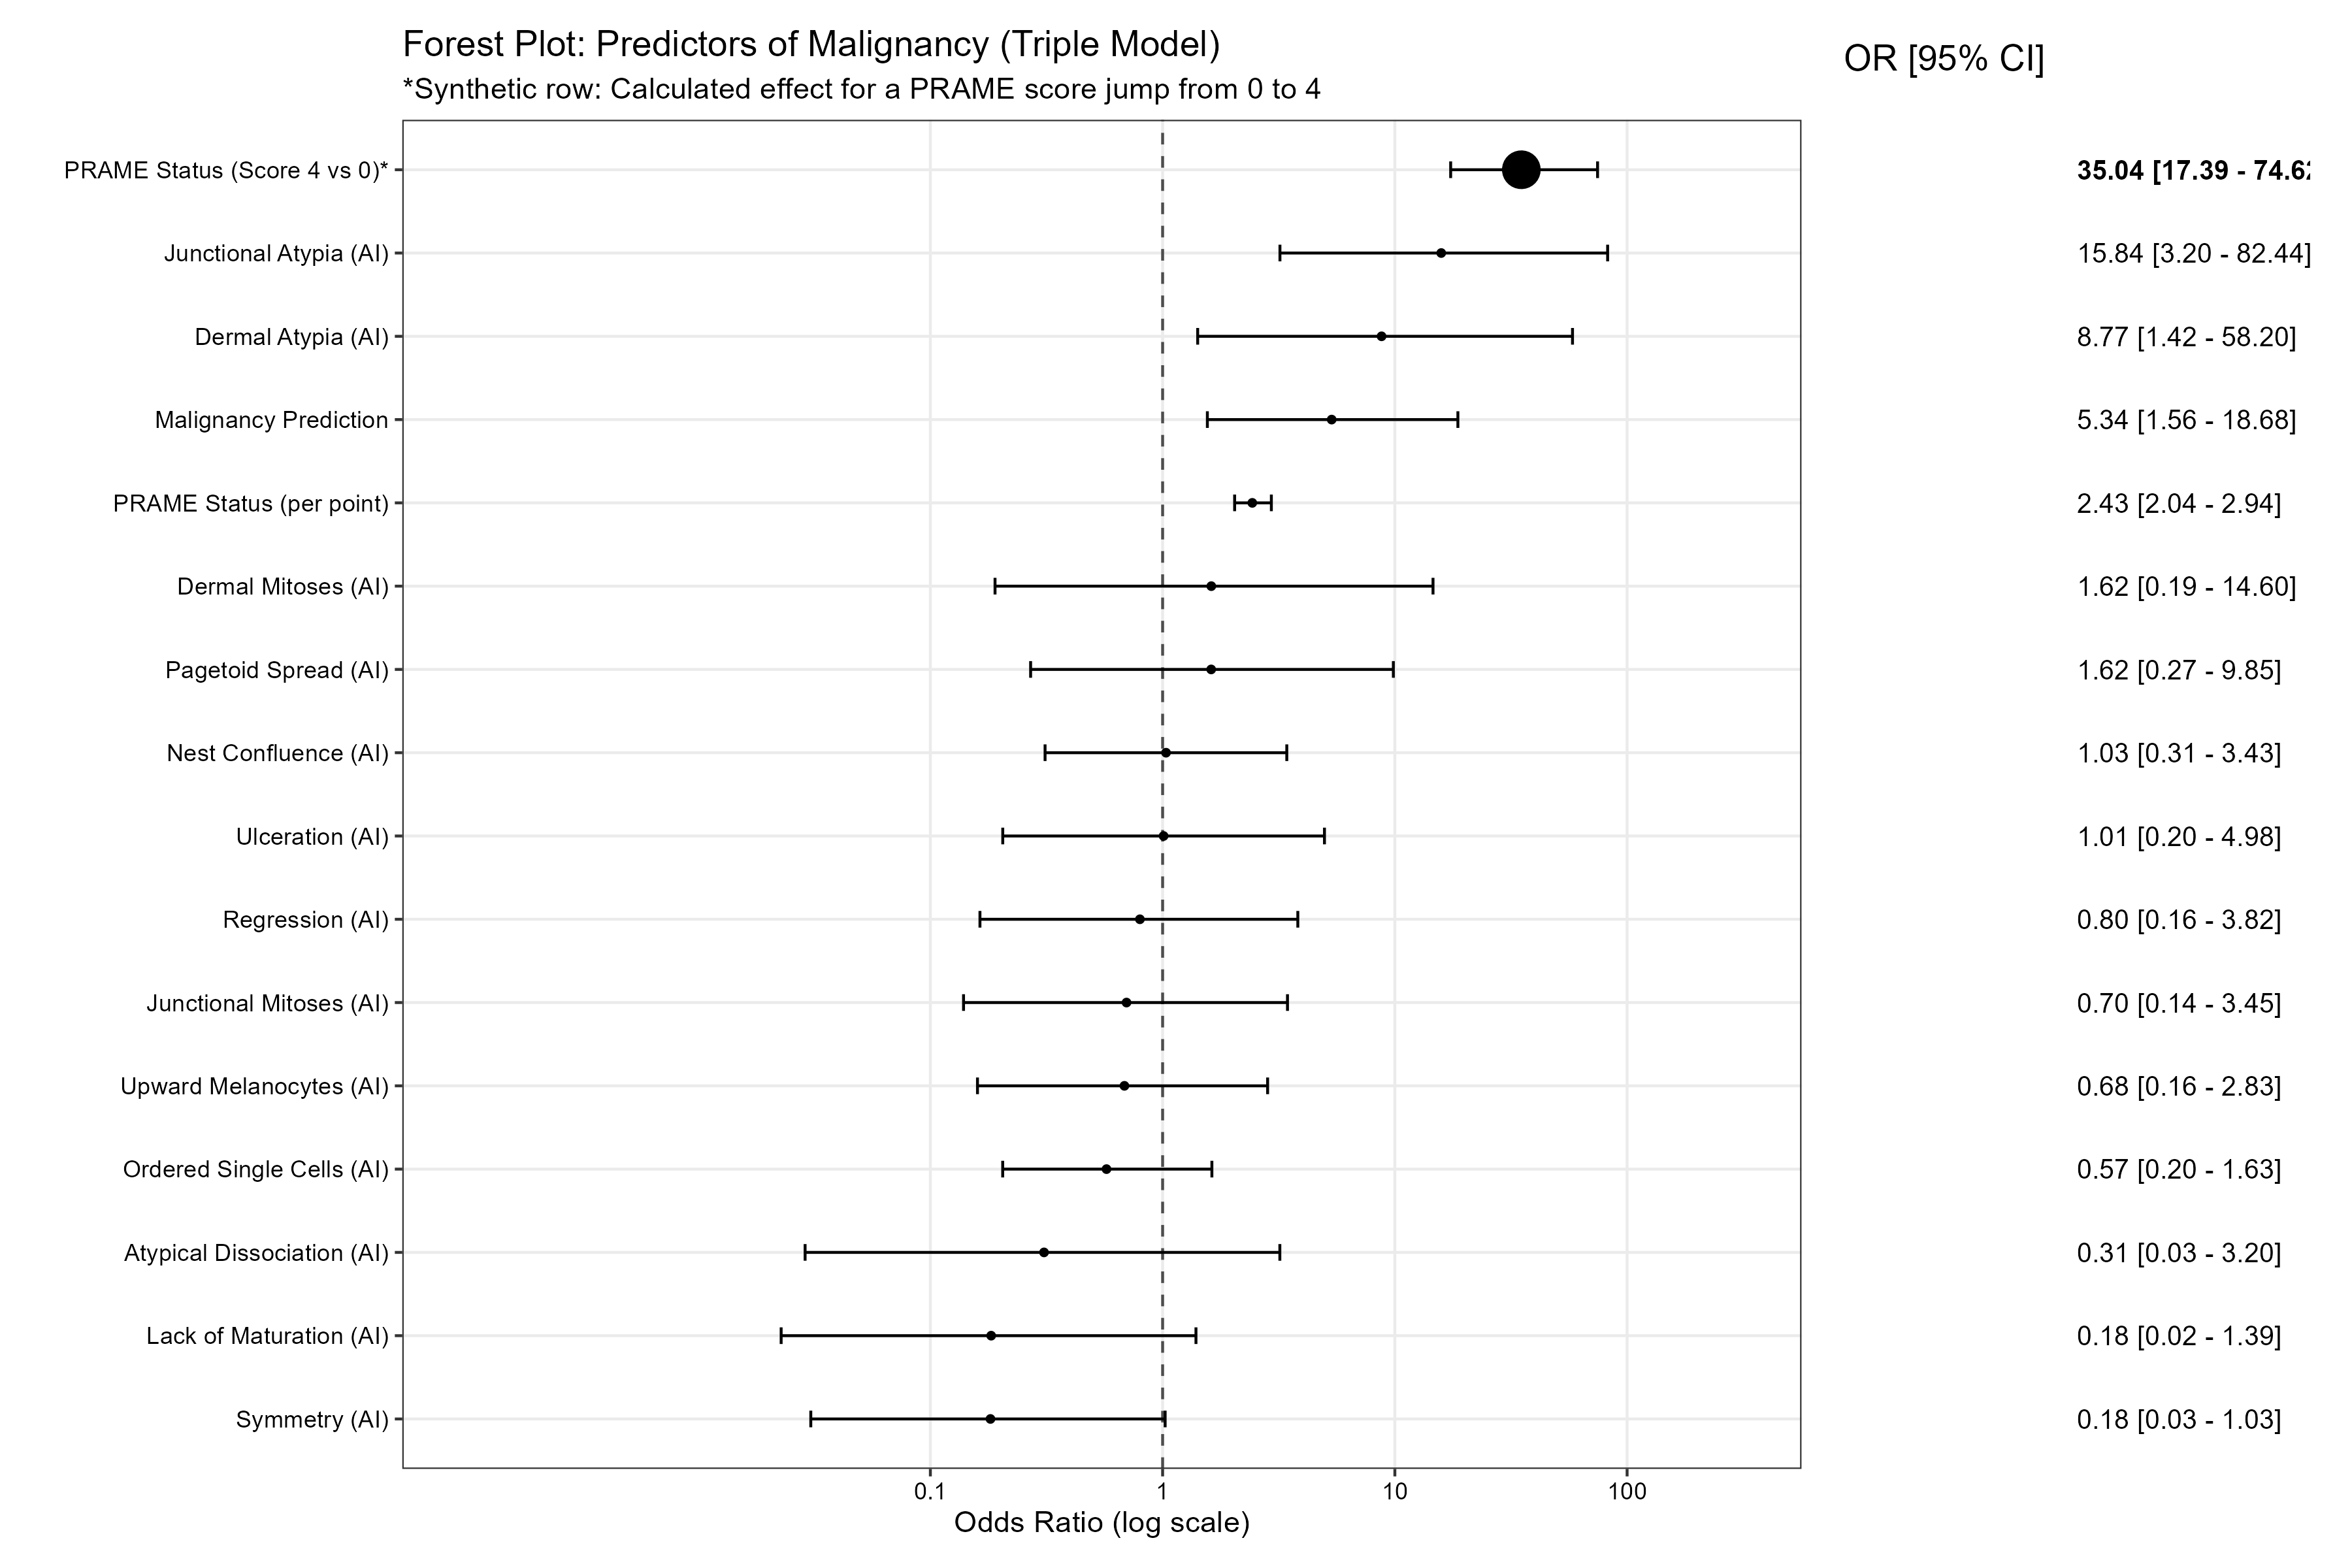 Forest Plot: Predictors of Malignancy (Triple Model)
*Synthetic row: Calculated effect for a PRAME score jump from 0 to 4
OR [95% CI]
PRAME Status (Score 4 vs 0)* 35.04 [17.39 - 74.6
Junctional Atypia (AI) 15.84 [3.20 - 82.44]
Dermal Atypia (AI) 8.77 [1.42 - 58.20]
Malignancy Prediction 5.34 [1.56 - 18.68]
PRAME Status (per point) 2.43 [2.04 - 2.94]
Dermal Mitoses (AI) 1.62 [0.19 - 14.60]
Pagetoid Spread (AI) 1.62 [0.27 - 9.85]
Nest Confluence (AI) 1.03 [0.31 - 3.43]
Ulceration (AI) 1.01 [0.20 - 4.98]
Regression (AI) 0.80 [0.16 - 3.82]
Junctional Mitoses (AI) 0.70 [0.14 - 3.45]
Upward Melanocytes (AI) 0.68 [0.16 - 2.83]
Ordered Single Cells (AI) 0.57 [0.20 - 1.63]
Atypical Dissociation (AI) 0.31 [0.03 - 3.20]
Lack of Maturation (AI) 0.18 [0.02 - 1.39]
Symmetry (AI) 0.18 [0.03 - 1.03]
0.1 1 10 100
Odds Ratio (log scale)